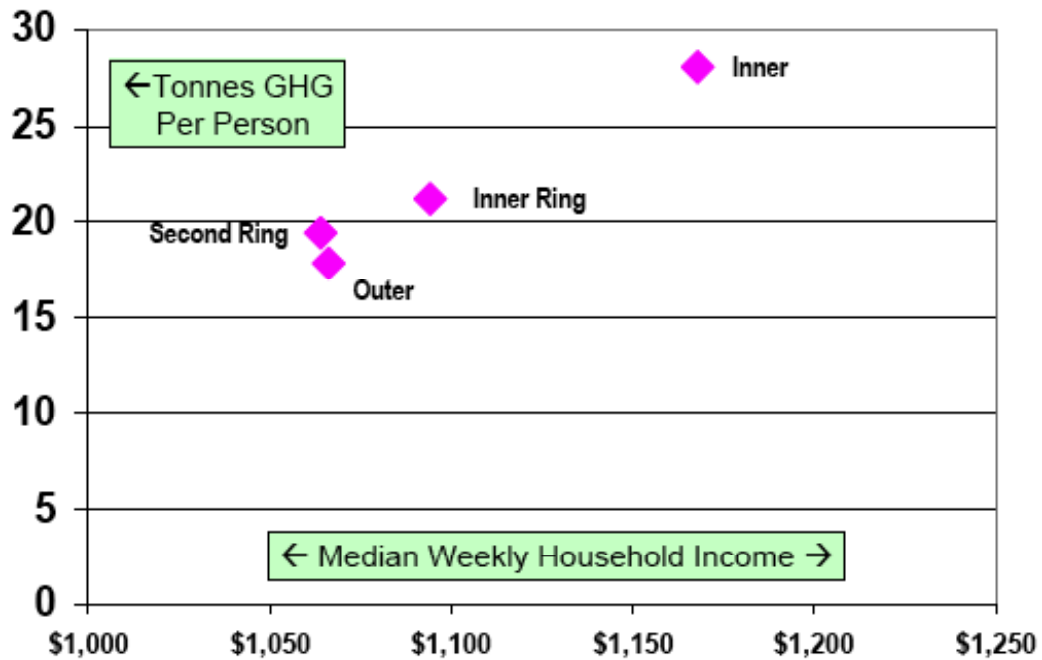 30
Inner
←Tonnes GHG
Per Person
25
Inner Ring
20
Second Ring
Outer
15
10
5
← Median Weekly Household Income →
0
$1,000 $1,050 $1,100 $1,150 $1,200 $1,250